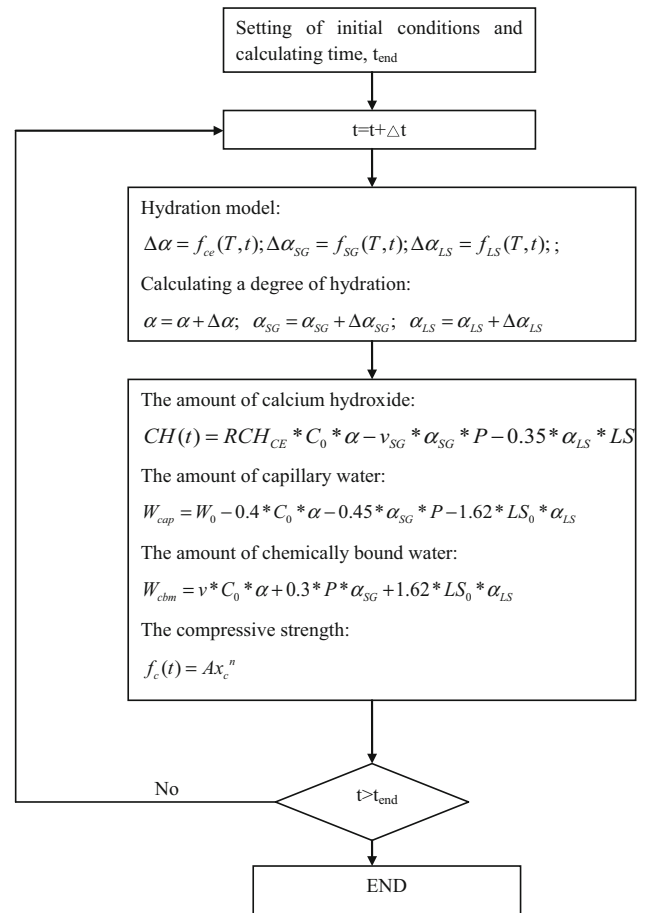 Setting of initial conditions and
calculating time, t_end
t=t+△t
Hydration model:
Δα = f_ce(T,t); Δα_SG = f_SG(T,t); Δα_LS = f_LS(T,t); ;
Calculating a degree of hydration:
α = α + Δα; α_SG = α_SG + Δα_SG; α_LS = α_LS + Δα_LS
The amount of calcium hydroxide:
CH(t) = RCH_CE * C_0 * α − v_SG * α_SG * P − 0.35 * α_LS * LS
The amount of capillary water:
W_cap = W_0 − 0.4 * C_0 * α − 0.45 * α_SG * P − 1.62 * LS_0 * α_LS
The amount of chemically bound water:
W_cbm = v * C_0 * α + 0.3 * P * α_SG + 1.62 * LS_0 * α_LS
The compressive strength:
f_c(t) = Ax_c^n
No
t>t_end
END